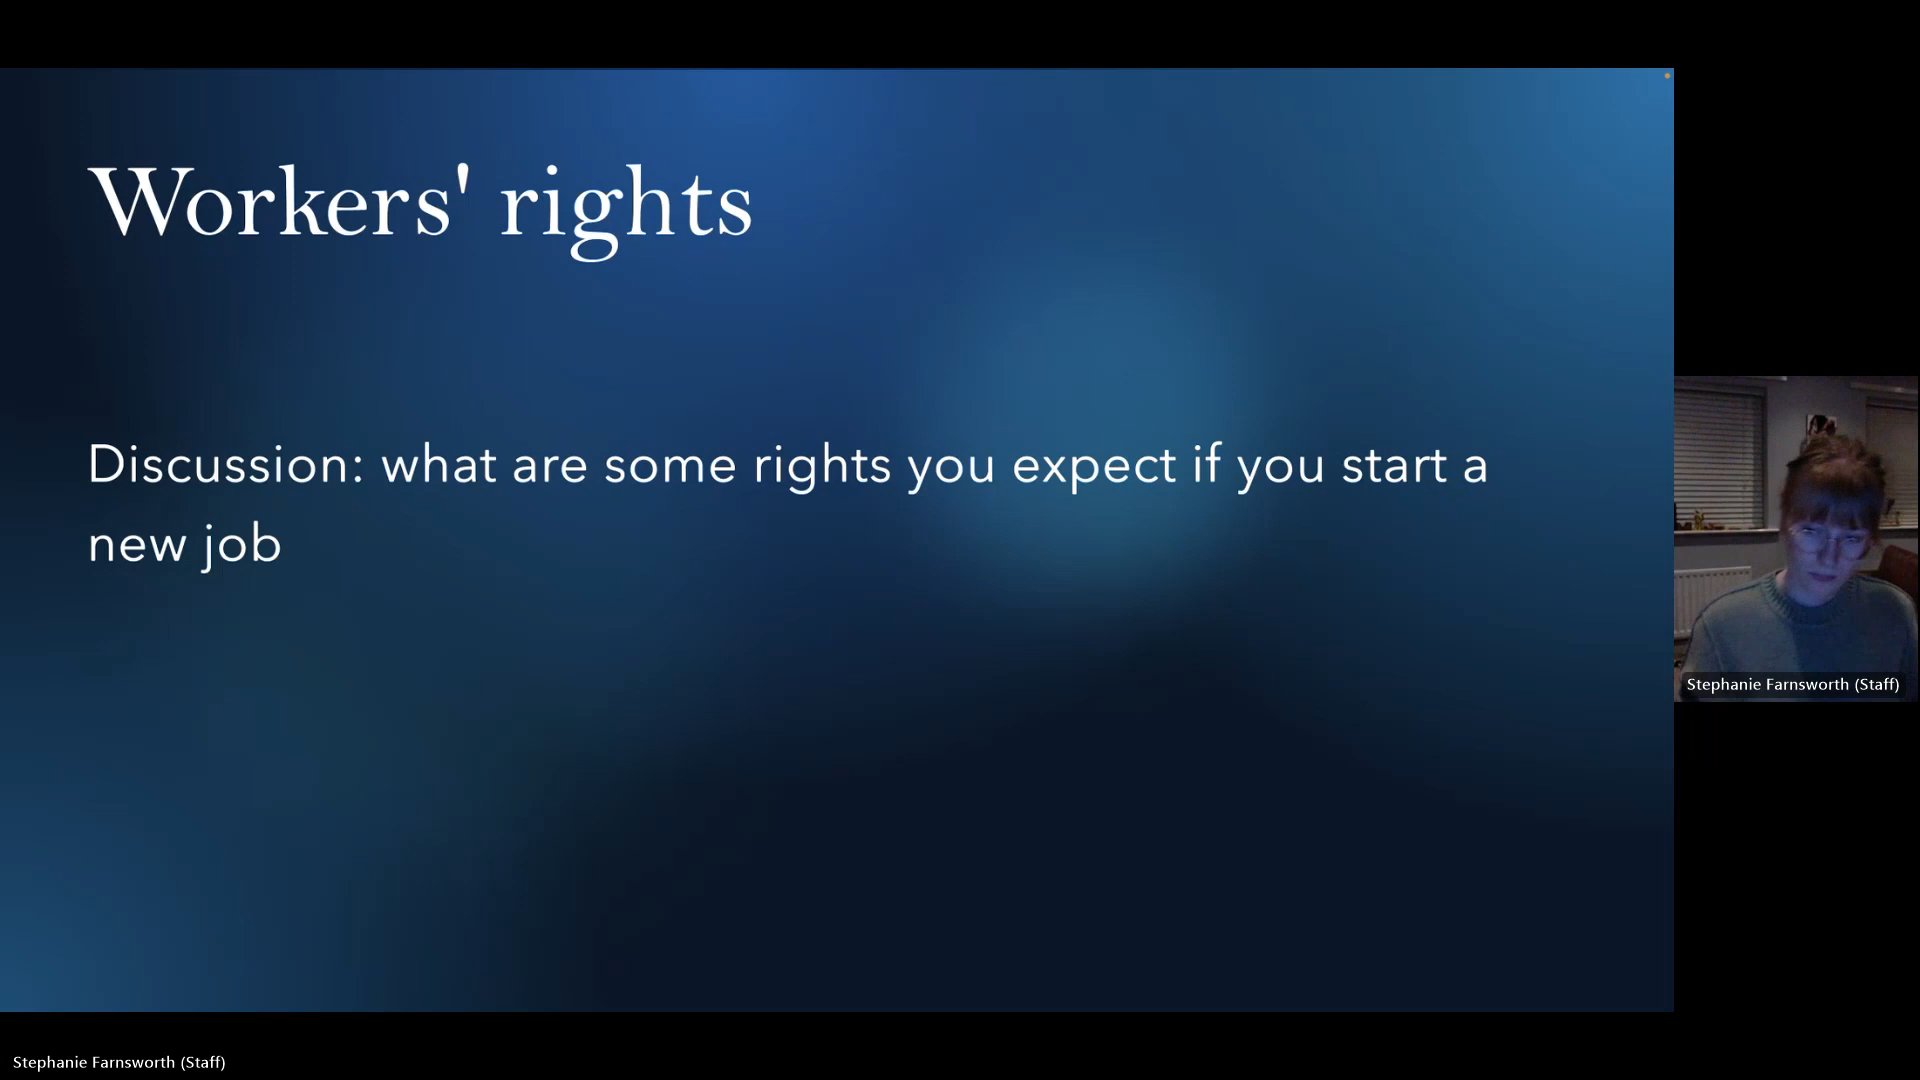 Workers' rights
Discussion: what are some rights you expect if you start a
new job
Stephanie Farnsworth (Staff)
Stephanie Farnsworth (Staff)